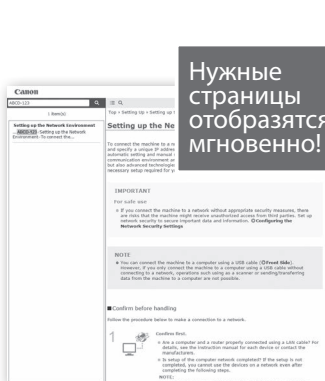 Нужные
страницы
отобразятся
мгновенно!
Canon
ABCD-123
1 item(s)
Setting up the Network Environment
...ABCD-123- Setting up the Network
Environment- To connect the...
Top > Setting Up > Setting up t
Setting up the Ne
To connect the machine to a n
and specify a unique IP address
automatic setting and manual
communication environment an
but also advanced technologies
necessary setup required for y
IMPORTANT
For safe use
If you connect the machine to a network without appropriate security measures, there
are risks that the machine might receive unauthorized access from third parties. Set up
network security to secure important data and information. Configuring the
Network Security Settings
NOTE
You can connect the machine to a computer using a USB cable (Front Side).
However, if you only connect the machine to a computer using a USB cable without
connecting to a network, operations such as using as a scanner or sending/transferring
data from the machine to a computer are not possible.
Confirm before handling
Follow the procedure below to make a connection to a network.
1
Confirm first.
Are a computer and a router properly connected using a LAN cable? For
details, see the instruction manual for each device or contact the
manufacturers.
Is setup of the computer network completed? If the setup is not
completed, you cannot use the devices on a network even after
completing the following steps.
NOTE: